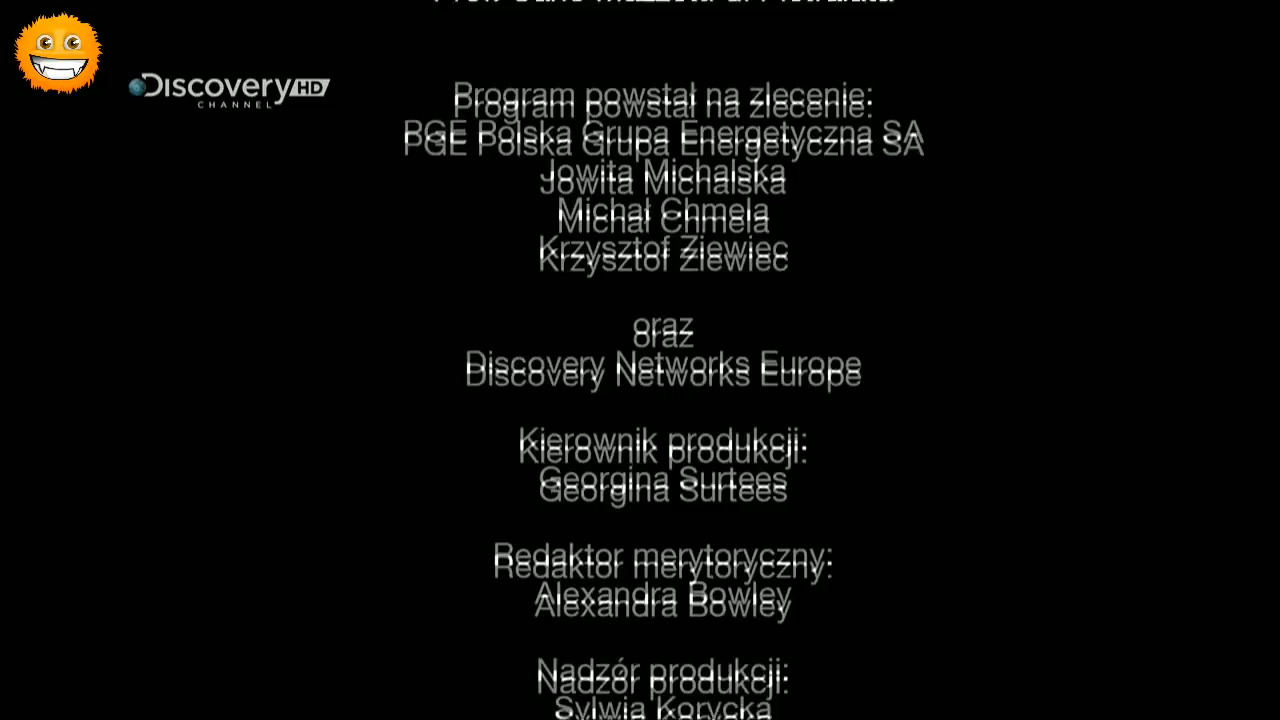 Discovery HD
CHANNEL
Program powstał na zlecenie:
PGE Polska Grupa Energetyczna SA
Jowita Michalska
Michał Chmela
Krzysztof Ziewiec
oraz
Discovery Networks Europe
Kierownik produkcji:
Georgina Surtees
Redaktor merytoryczny:
Alexandra Bowley
Nadzór produkcji:
Sylwia Korycka